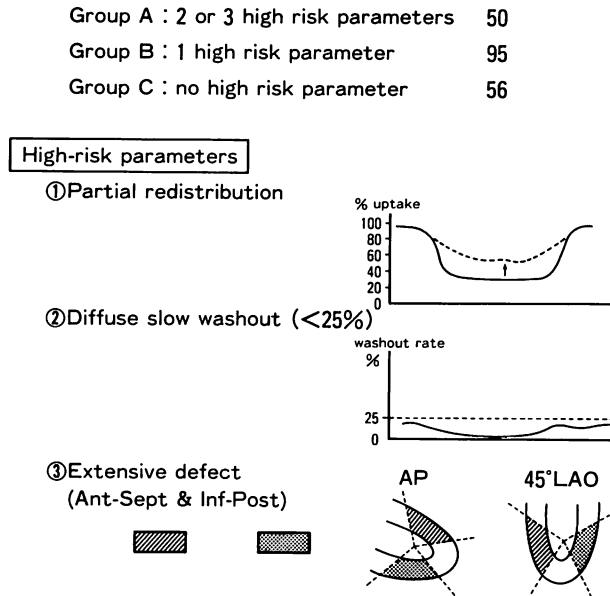 Group A : 2 or 3 high risk parameters 50
Group B : 1 high risk parameter 95
Group C : no high risk parameter 56
High-risk parameters
①Partial redistribution
% uptake
100
80
60
40
20
0
②Diffuse slow washout (<25%)
washout rate
%
25
0
③Extensive defect
(Ant-Sept & Inf-Post)
AP
45°LAO